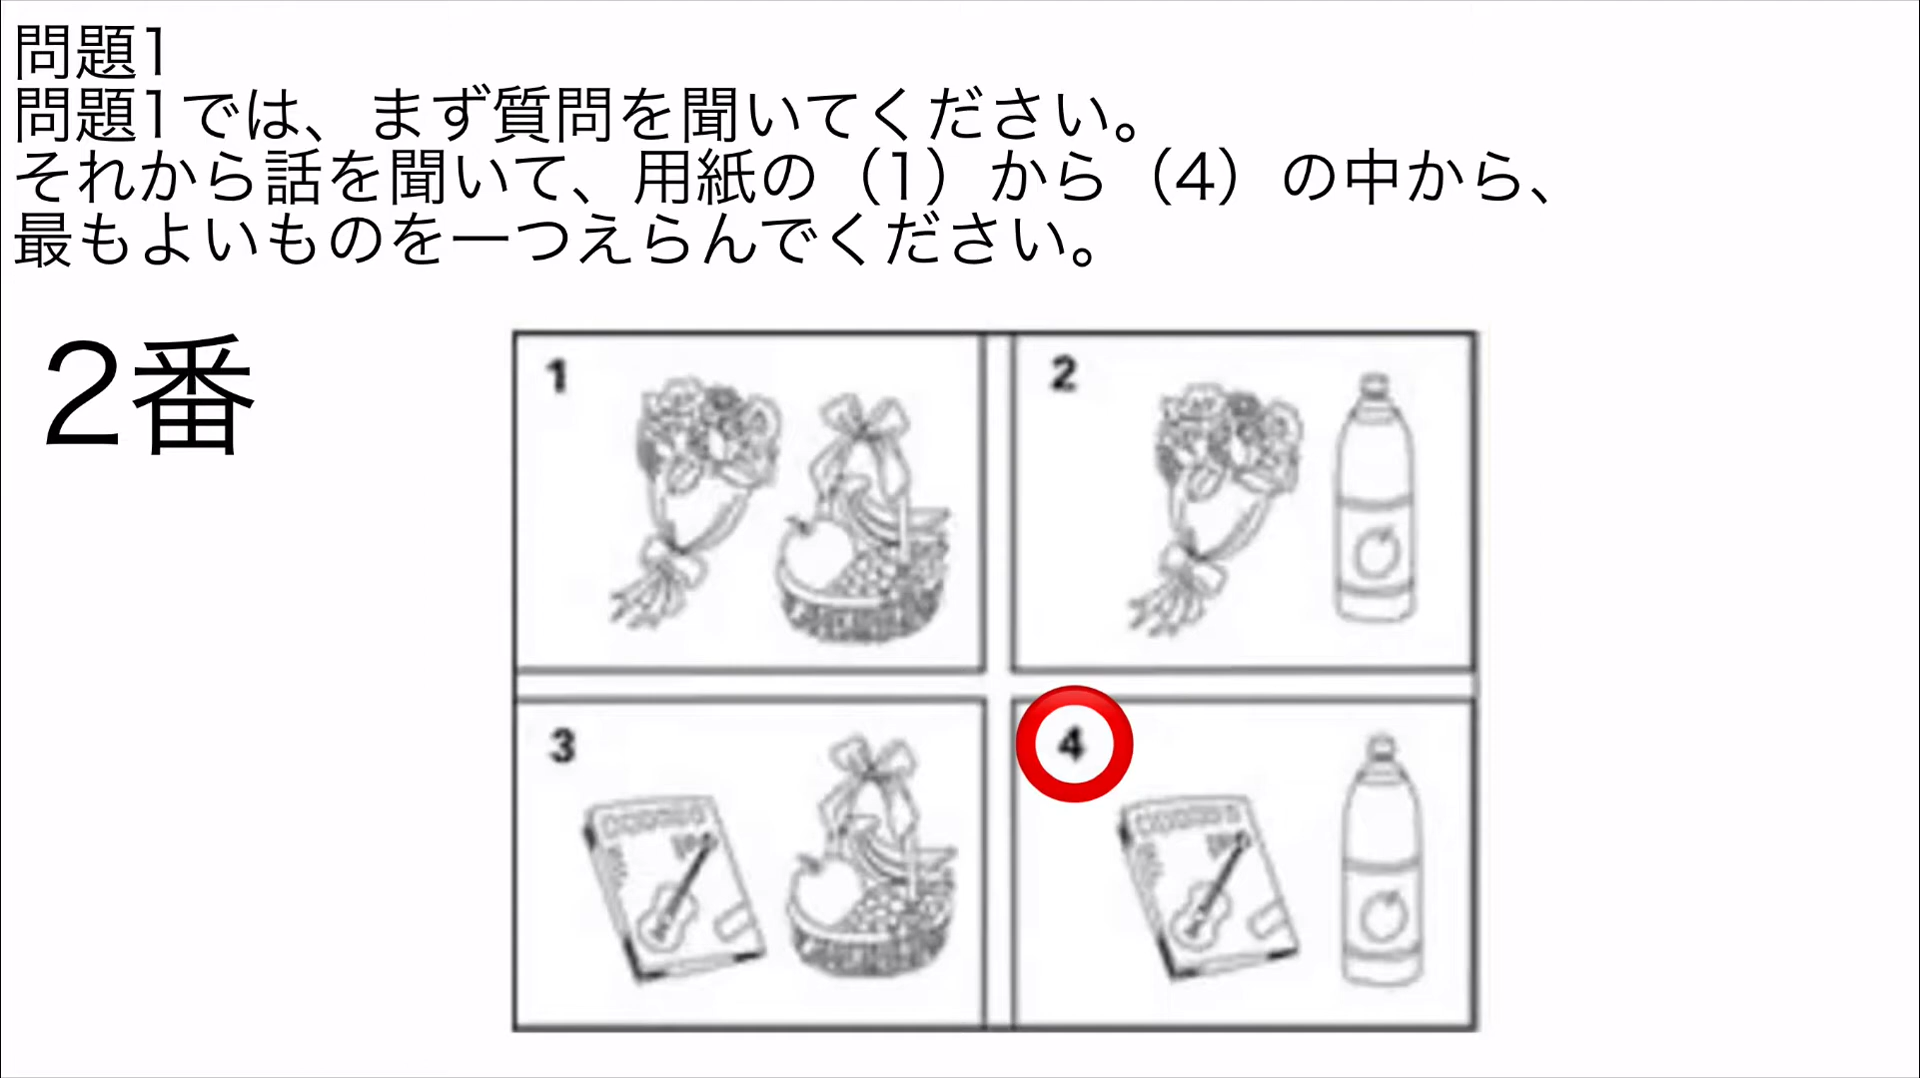 問題1
問題1では、まず質問を聞いてください。
それから話を聞いて、用紙の（1）から（4）の中から、
最もよいものを一つえらんでください。
2番
1
2
3
4